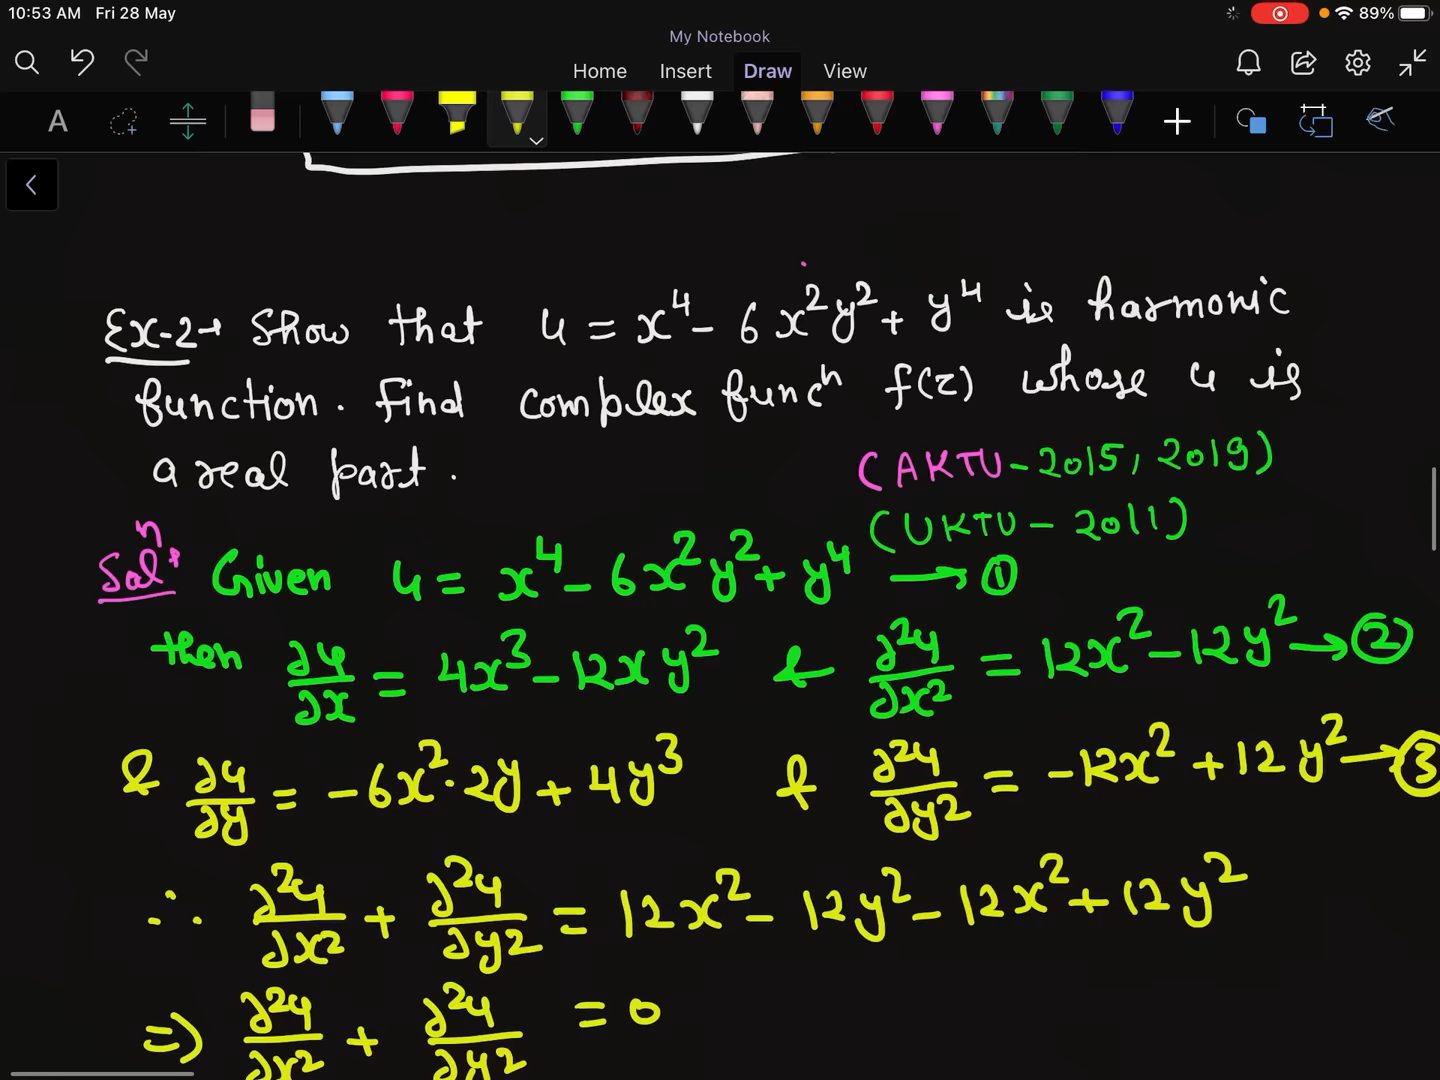 10:53 AM Fri 28 May
89%
My Notebook
Home Insert Draw View
A
Ex-2→ Show that u = x⁴ - 6x²y² + y⁴ is harmonic
function. Find complex funcⁿ f(z) whose u is
a real part.
(AKTU - 2015, 2019)
(UKTU - 2011)
Solⁿ→ Given u = x⁴ - 6x²y² + y⁴ → ①
then ∂u/∂x = 4x³ - 12xy² & ∂²u/∂x² = 12x² - 12y² → ②
& ∂u/∂y = -6x²·2y + 4y³ & ∂²u/∂y² = -12x² + 12y² → ③
∴ ∂²u/∂x² + ∂²u/∂y² = 12x² - 12y² - 12x² + 12y²
⇒ ∂²u/∂x² + ∂²u/∂y² = 0